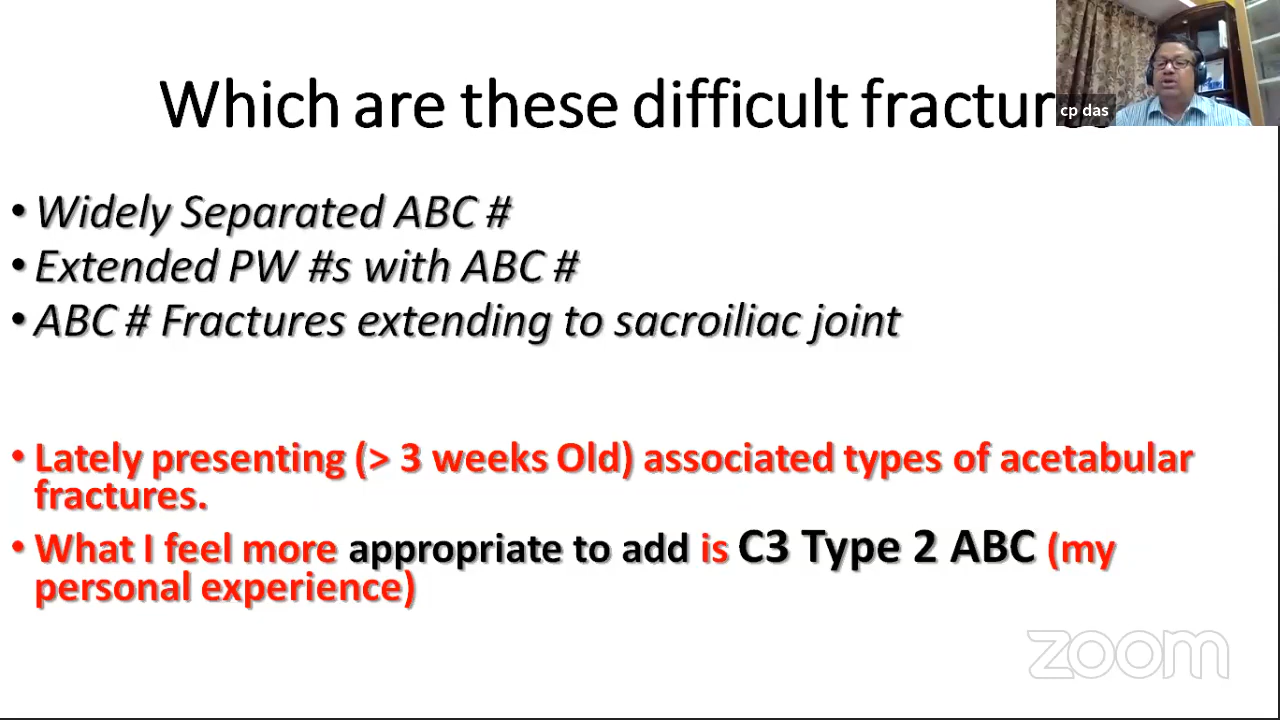 Which are these difficult fractur
cp das
• Widely Separated ABC #
• Extended PW #s with ABC #
• ABC # Fractures extending to sacroiliac joint
• Lately presenting (> 3 weeks Old) associated types of acetabular
fractures.
• What I feel more appropriate to add is C3 Type 2 ABC (my
personal experience)
zoom